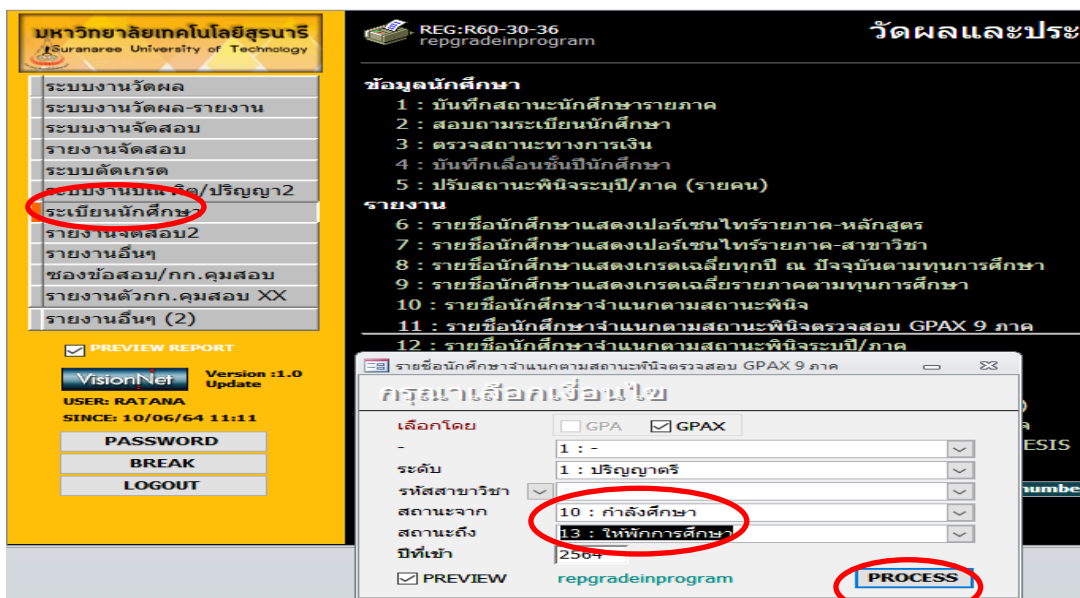 มหาวิทยาลัยเทคโนโลยีสุรนารี
Suranaree University of Technology
ระบบงานวัดผล
ระบบงานวัดผล-รายงาน
ระบบงานจัดสอบ
รายงานจัดสอบ
ระบบตัดเกรด
ระบบงานบัณฑิต/ปริญญา2
ระเบียนนักศึกษา
รายงานจัดสอบ2
รายงานอื่นๆ
ซองข้อสอบ/กก.คุมสอบ
รายงานตัวกก.คุมสอบ XX
รายงานอื่นๆ (2)
PREVIEW REPORT
VisionNet Version :1.0
Update
USER: RATANA
SINCE: 10/06/64 11:11
PASSWORD
BREAK
LOGOUT
REG:R60-30-36
repgradeinprogram
วัดผลและประ
ข้อมูลนักศึกษา
1 : บันทึกสถานะนักศึกษารายภาค
2 : สอบถามระเบียนนักศึกษา
3 : ตรวจสถานะทางการเงิน
4 : บันทึกเลื่อนชั้นปีนักศึกษา
5 : ปรับสถานะพินิจระบุปี/ภาค (รายคน)
รายงาน
6 : รายชื่อนักศึกษาแสดงเปอร์เซนไทร์รายภาค-หลักสูตร
7 : รายชื่อนักศึกษาแสดงเปอร์เซนไทร์รายภาค-สาขาวิชา
8 : รายชื่อนักศึกษาแสดงเกรดเฉลี่ยทุกปี ณ ปัจจุบันตามทุนการศึกษา
9 : รายชื่อนักศึกษาแสดงเกรดเฉลี่ยรายภาคตามทุนการศึกษา
10 : รายชื่อนักศึกษาจำแนกตามสถานะพินิจ
11 : รายชื่อนักศึกษาจำแนกตามสถานะพินิจตรวจสอบ GPAX 9 ภาค
12 : รายชื่อนักศึกษาจำแนกตามสถานะพินิจระบุปี/ภาค
รายชื่อนักศึกษาจำแนกตามสถานะพินิจตรวจสอบ GPAX 9 ภาค
กรุณาเลือกเงื่อนไข
เลือกโดย GPA GPAX
- 1 : -
ระดับ 1 : ปริญญาตรี
รหัสสาขาวิชา
สถานะจาก 10 : กำลังศึกษา
สถานะถึง 13 : ให้พักการศึกษา
ปีที่เข้า 2564
PREVIEW repgradeinprogram PROCESS
)
ESIS
numbe